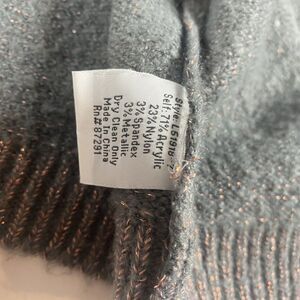 Style: L51916-2
Self: 71% Acrylic
23% Nylon
3% Spandex
3% Metallic
Dry Clean Only
Made In China
Rn#87291